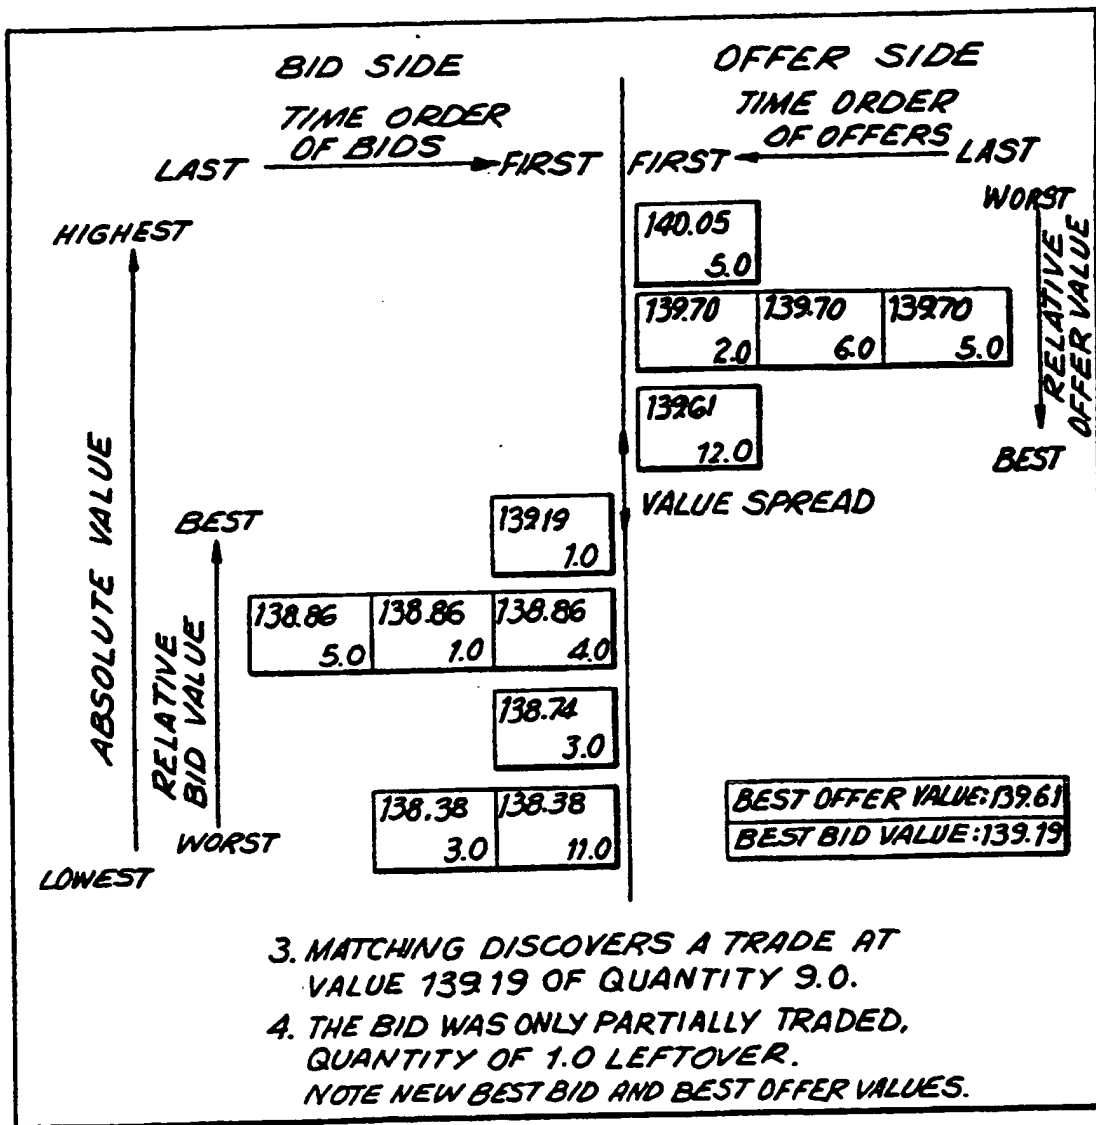 BID SIDE
OFFER SIDE
TIME ORDER
OF BIDS
TIME ORDER
OF OFFERS
LAST
FIRST
FIRST
LAST
HIGHEST
WORST
140.05
5.0
139.70 139.70 139.70
2.0 6.0 5.0
139.61
12.0
RELATIVE
OFFER VALUE
BEST
VALUE SPREAD
ABSOLUTE VALUE
BEST
139.19
1.0
138.86 138.86 138.86
5.0 1.0 4.0
RELATIVE
BID VALUE
138.74
3.0
138.38 138.38
3.0 11.0
WORST
LOWEST
BEST OFFER VALUE:139.61
BEST BID VALUE:139.19
3. MATCHING DISCOVERS A TRADE AT
VALUE 139.19 OF QUANTITY 9.0.
4. THE BID WAS ONLY PARTIALLY TRADED,
QUANTITY OF 1.0 LEFTOVER.
NOTE NEW BEST BID AND BEST OFFER VALUES.